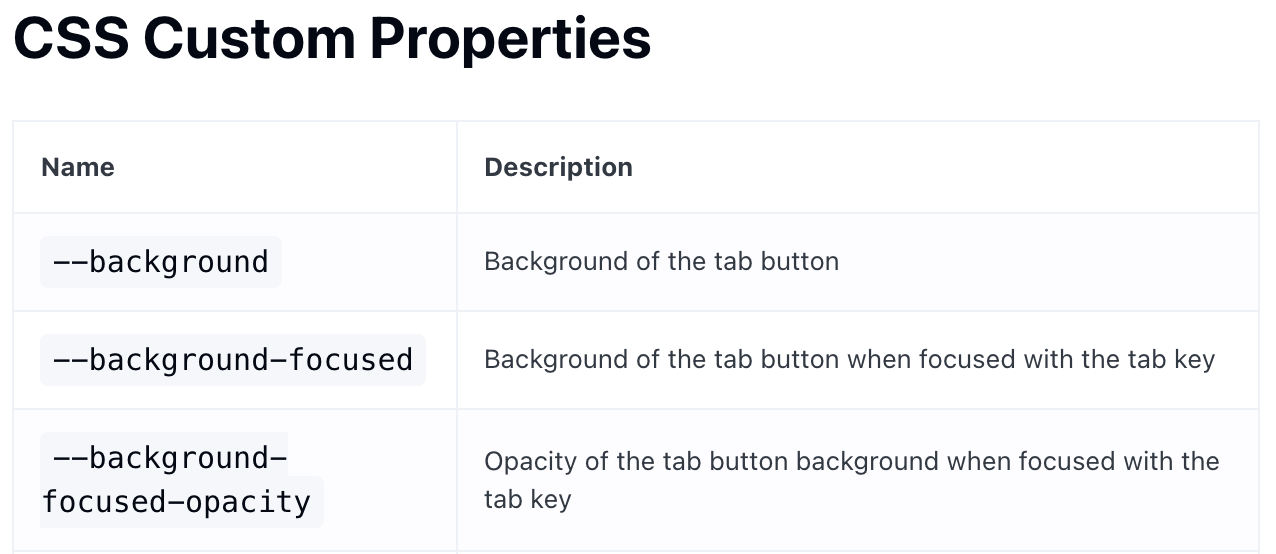 CSS Custom Properties
Name
Description
--background
Background of the tab button
--background-focused
Background of the tab button when focused with the tab key
--background-
focused-opacity
Opacity of the tab button background when focused with the
tab key